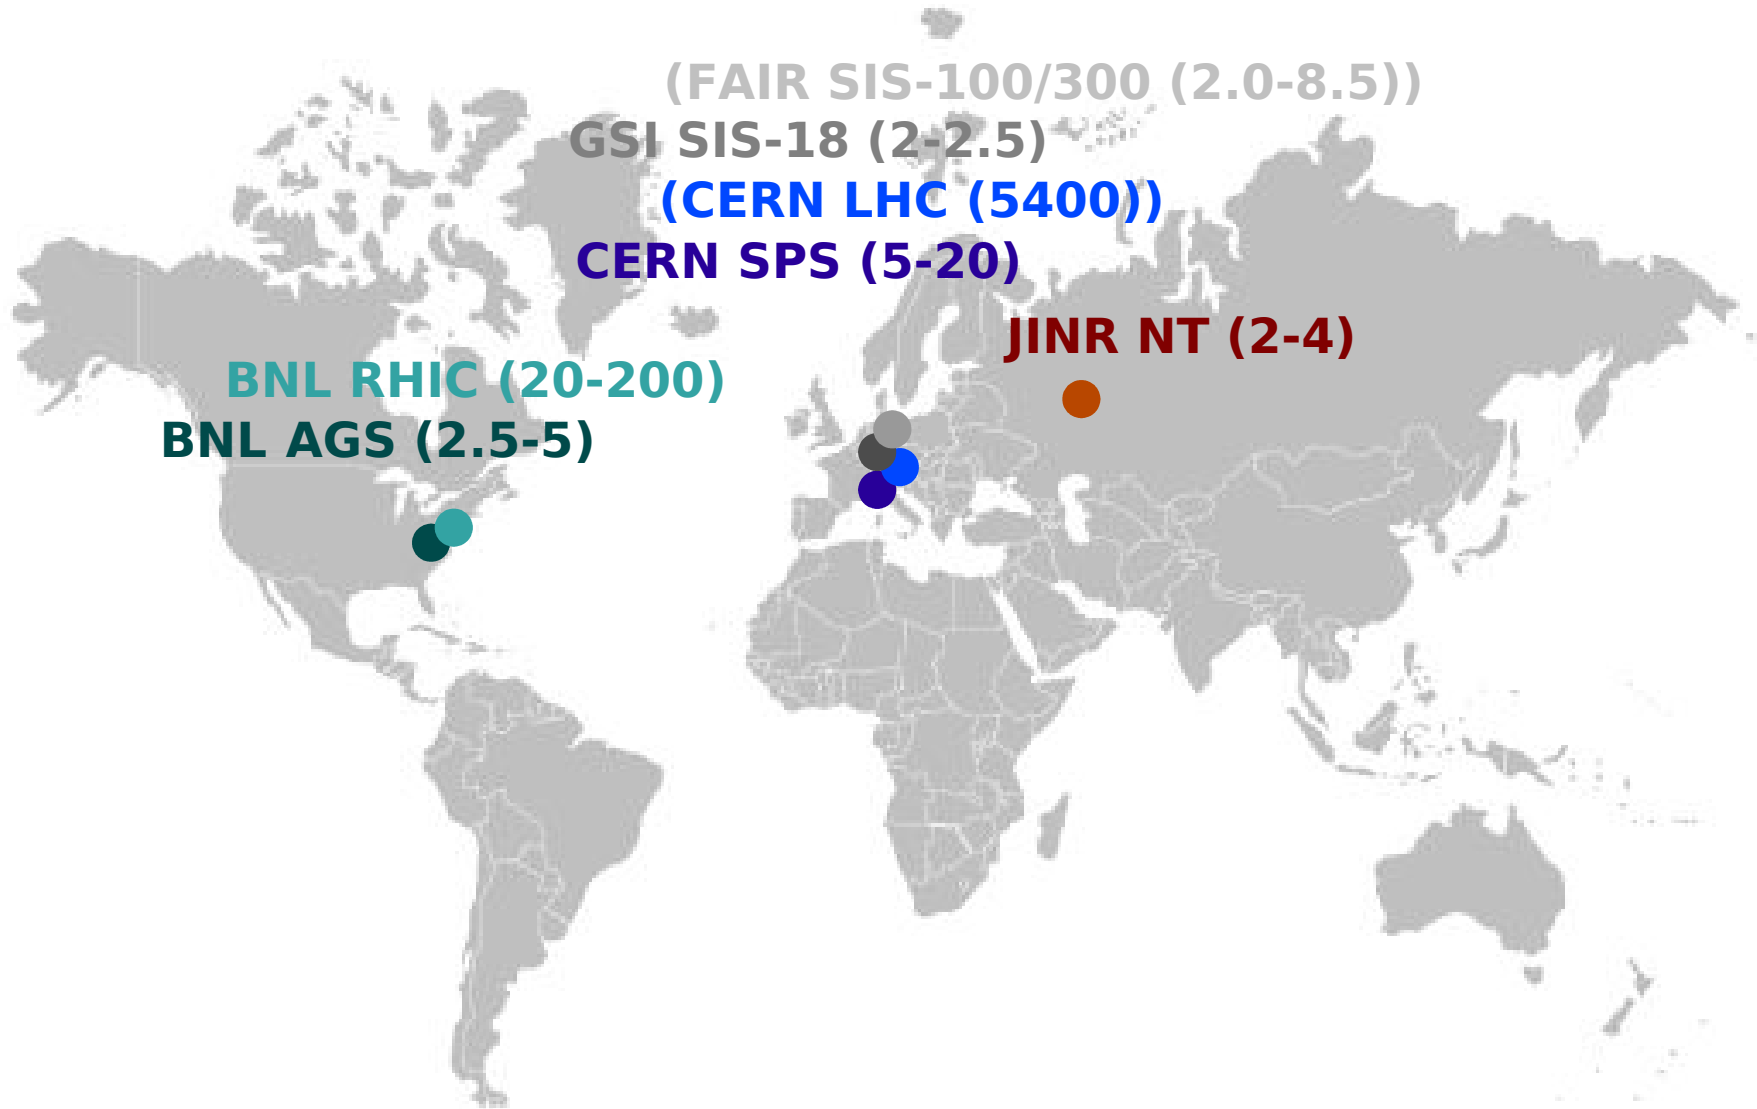 (FAIR SIS-100/300 (2.0-8.5))
GSI SIS-18 (2-2.5)
(CERN LHC (5400))
CERN SPS (5-20)
JINR NT (2-4)
BNL RHIC (20-200)
BNL AGS (2.5-5)